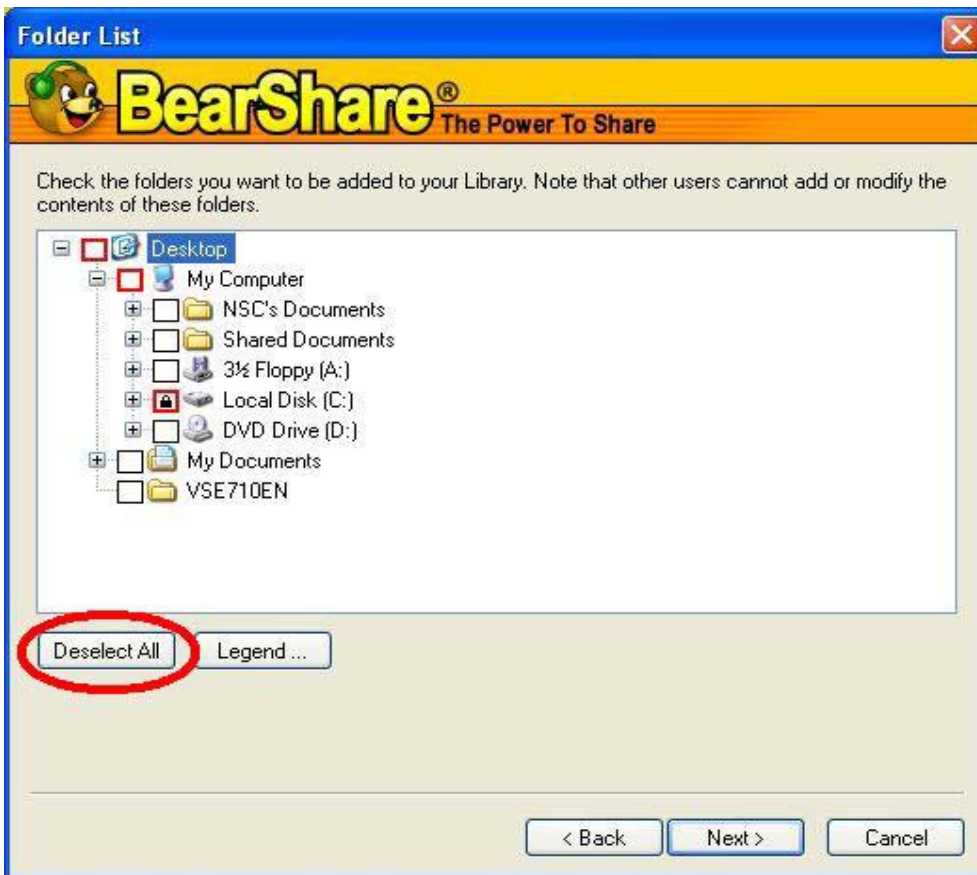 Folder List
BearShare®
The Power To Share
Check the folders you want to be added to your Library. Note that other users cannot add or modify the
contents of these folders.
Desktop
My Computer
NSC's Documents
Shared Documents
3½ Floppy (A:)
Local Disk (C:)
DVD Drive (D:)
My Documents
VSE710EN
Deselect All
Legend ...
< Back
Next >
Cancel